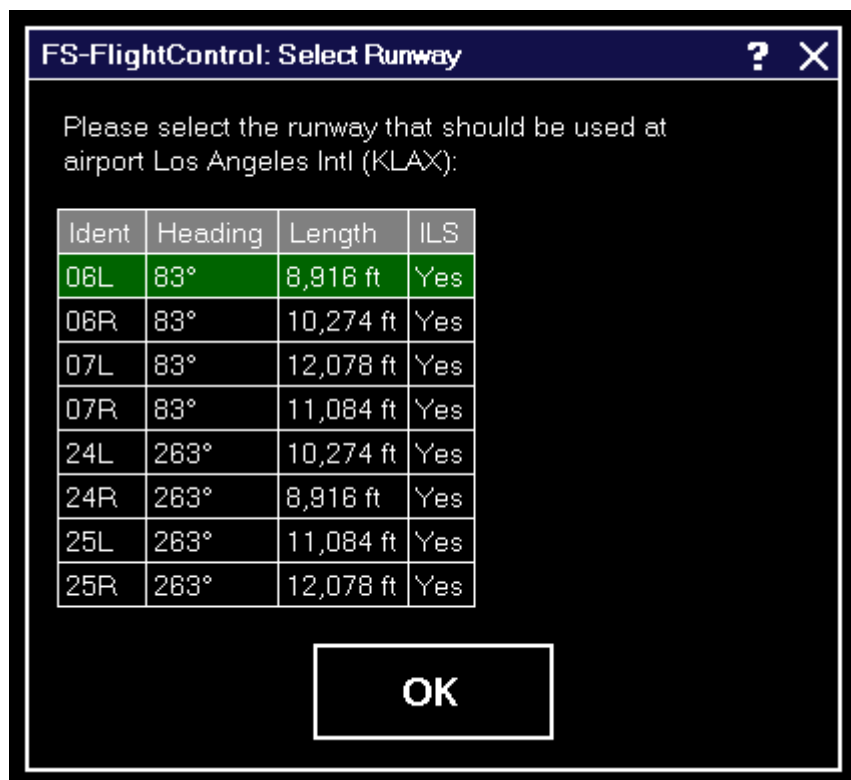 FS-FlightControl: Select Runway ? X
Please select the runway that should be used at
airport Los Angeles Intl (KLAX):
Ident Heading Length ILS
06L 83° 8,916 ft Yes
06R 83° 10,274 ft Yes
07L 83° 12,078 ft Yes
07R 83° 11,084 ft Yes
24L 263° 10,274 ft Yes
24R 263° 8,916 ft Yes
25L 263° 11,084 ft Yes
25R 263° 12,078 ft Yes
OK